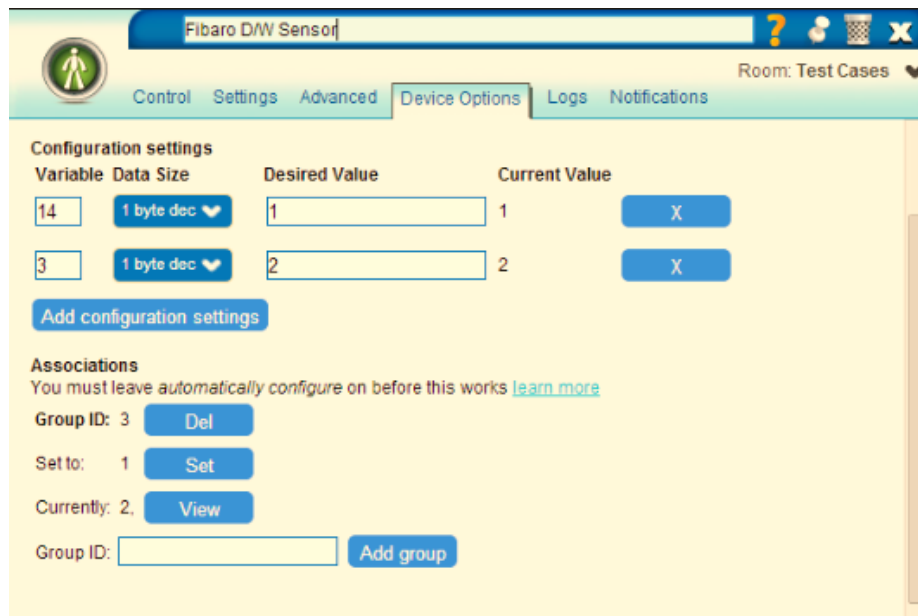 Fibaro D/W Sensor ?
Room: Test Cases
Control Settings Advanced Device Options Logs Notifications
Configuration settings
Variable Data Size Desired Value Current Value
14 1 byte dec 1 1 X
3 1 byte dec 2 2 X
Add configuration settings
Associations
You must leave automatically configure on before this works learn more
Group ID: 3 Del
Set to: 1 Set
Currently: 2, View
Group ID: Add group